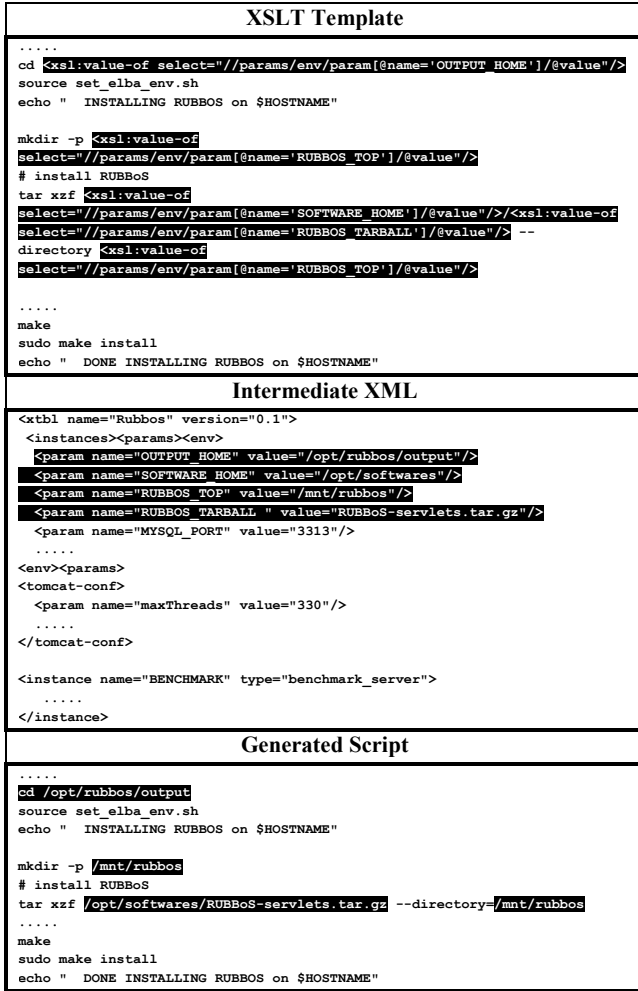 XSLT Template
.....
cd <xsl:value-of select="//params/env/param[@name='OUTPUT_HOME']/@value"/>
source set_elba_env.sh
echo "  INSTALLING RUBBOS on $HOSTNAME"
mkdir -p <xsl:value-of
select="//params/env/param[@name='RUBBOS_TOP']/@value"/>
# install RUBBoS
tar xzf <xsl:value-of
select="//params/env/param[@name='SOFTWARE_HOME']/@value"/>/<xsl:value-of
select="//params/env/param[@name='RUBBOS_TARBALL']/@value"/> --
directory <xsl:value-of
select="//params/env/param[@name='RUBBOS_TOP']/@value"/>
.....
make
sudo make install
echo "  DONE INSTALLING RUBBOS on $HOSTNAME"
Intermediate XML
<xtbl name="Rubbos" version="0.1">
<instances><params><env>
<param name="OUTPUT_HOME" value="/opt/rubbos/output"/>
<param name="SOFTWARE_HOME" value="/opt/softwares"/>
<param name="RUBBOS_TOP" value="/mnt/rubbos"/>
<param name="RUBBOS_TARBALL " value="RUBBoS-servlets.tar.gz"/>
<param name="MYSQL_PORT" value="3313"/>
.....
<env><params>
<tomcat-conf>
<param name="maxThreads" value="330"/>
.....
</tomcat-conf>
<instance name="BENCHMARK" type="benchmark_server">
.....
</instance>
Generated Script
.....
cd /opt/rubbos/output
source set_elba_env.sh
echo "  INSTALLING RUBBOS on $HOSTNAME"
mkdir -p /mnt/rubbos
# install RUBBoS
tar xzf /opt/softwares/RUBBoS-servlets.tar.gz --directory=/mnt/rubbos
.....
make
sudo make install
echo "  DONE INSTALLING RUBBOS on $HOSTNAME"